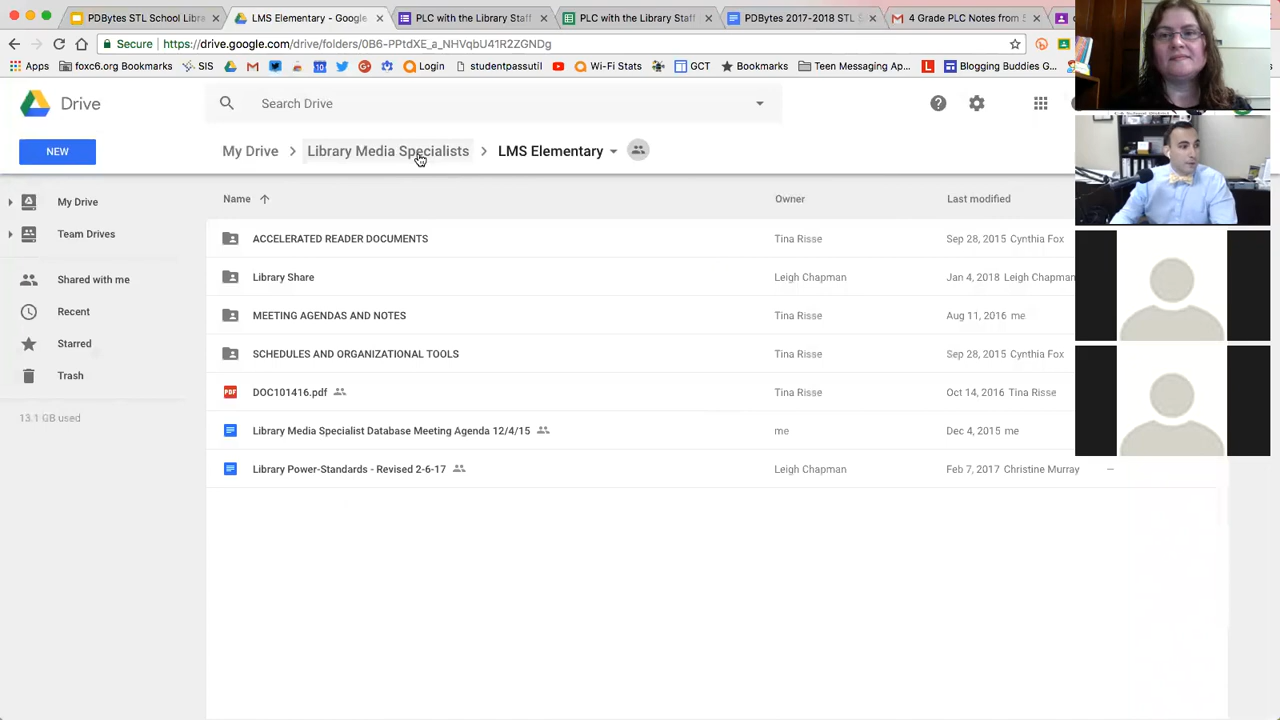 PDBytes STL School Libra
LMS Elementary - Google
PLC with the Library Staff
PLC with the Library Staff
PDBytes 2017-2018 STL S
4 Grade PLC Notes from S
Secure
https://drive.google.com/drive/folders/0B6-PPtdXE_a_NHVqbU41R2ZGNDg
Apps
foxc6.org Bookmarks
SIS
Login
studentpassutil
Wi-Fi Stats
GCT
Bookmarks
Teen Messaging Ap...
Blogging Buddies G...
Drive
Search Drive
NEW
My Drive
Library Media Specialists
LMS Elementary
My Drive
Team Drives
Shared with me
Recent
Starred
Trash
13.1 GB used
Name
Owner
Last modified
ACCELERATED READER DOCUMENTS
Tina Risse
Sep 28, 2015 Cynthia Fox
Library Share
Leigh Chapman
Jan 4, 2018 Leigh Chapman
MEETING AGENDAS AND NOTES
Tina Risse
Aug 11, 2016 me
SCHEDULES AND ORGANIZATIONAL TOOLS
Tina Risse
Sep 28, 2015 Cynthia Fox
PDF
DOC101416.pdf
Tina Risse
Oct 14, 2016 Tina Risse
Library Media Specialist Database Meeting Agenda 12/4/15
me
Dec 4, 2015 me
Library Power-Standards - Revised 2-6-17
Leigh Chapman
Feb 7, 2017 Christine Murray
—